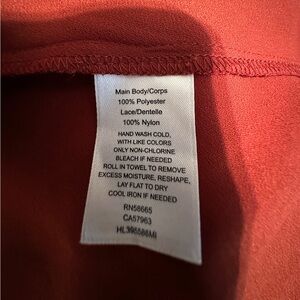 Main Body/Corps
100% Polyester
Lace/Dentelle
100% Nylon
HAND WASH COLD,
WITH LIKE COLORS
ONLY NON-CHLORINE
BLEACH IF NEEDED
ROLL IN TOWEL TO REMOVE
EXCESS MOISTURE, RESHAPE,
LAY FLAT TO DRY
COOL IRON IF NEEDED
RN58665
CA57963
HL396586MI